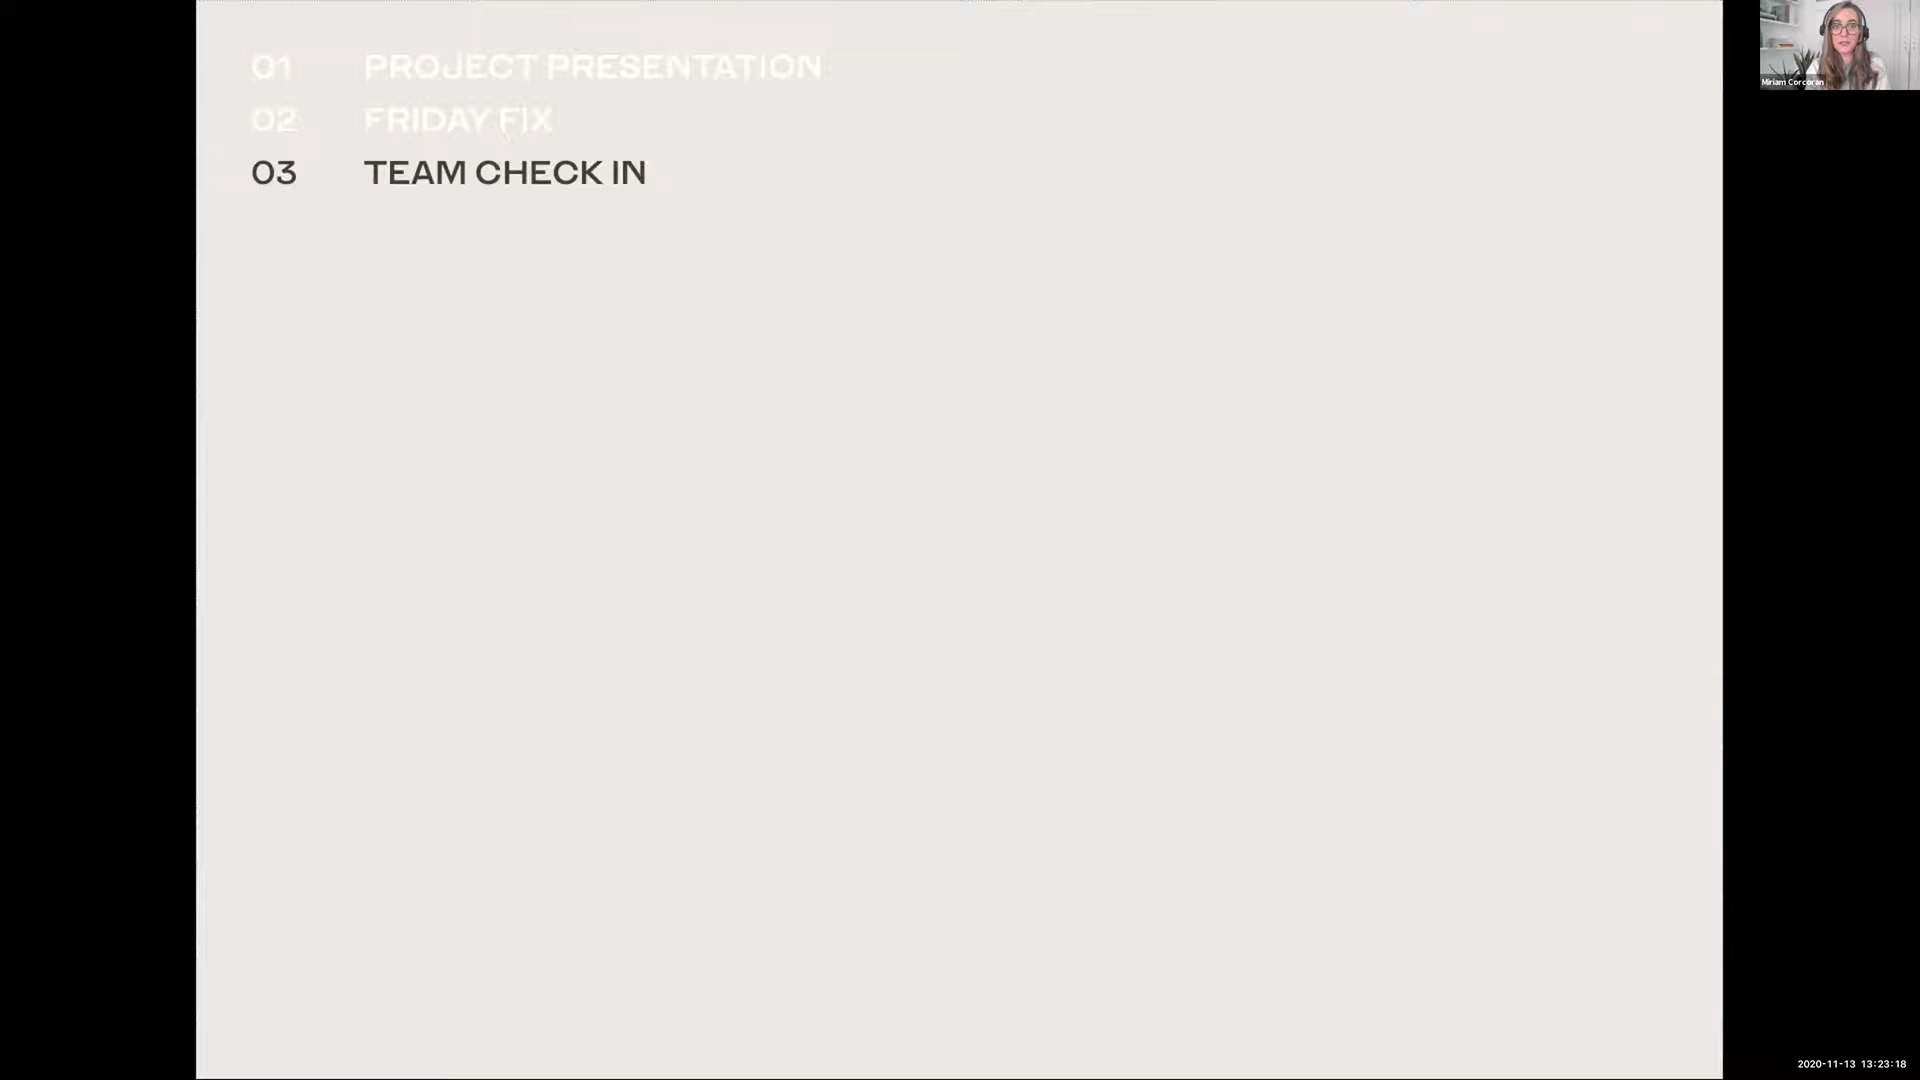 01 PROJECT PRESENTATION
02 FRIDAY FIX
03 TEAM CHECK IN
Miriam Corcoran
2020-11-13 13:23:18